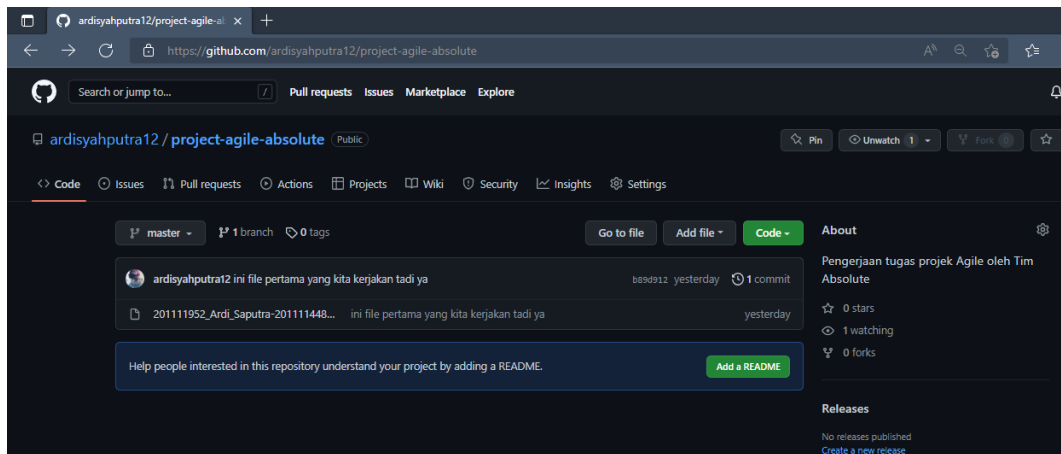 ardisyahputra12/project-agile-al
https://github.com/ardisyahputra12/project-agile-absolute
Search or jump to... / Pull requests Issues Marketplace Explore
ardisyahputra12 / project-agile-absolute Public
Pin Unwatch 1 Fork 0
Code Issues Pull requests Actions Projects Wiki Security Insights Settings
master 1 branch 0 tags Go to file Add file Code
ardisyahputra12 ini file pertama yang kita kerjakan tadi ya b89d912 yesterday 1 commit
201111952_Ardi_Saputra-201111448... ini file pertama yang kita kerjakan tadi ya yesterday
Help people interested in this repository understand your project by adding a README. Add a README
About
Pengerjaan tugas projek Agile oleh Tim
Absolute
0 stars
1 watching
0 forks
Releases
No releases published
Create a new release